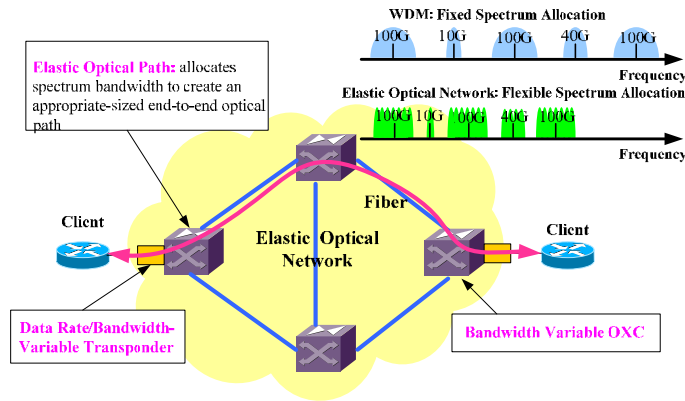 WDM: Fixed Spectrum Allocation
100G 10G 100G 40G 100G
Frequency
Elastic Optical Network: Flexible Spectrum Allocation
100G 10G 00G 40G 100G
Frequency
Elastic Optical Path: allocates
spectrum bandwidth to create an
appropriate-sized end-to-end optical
path
Fiber
Client
Client
Elastic Optical
Network
Data Rate/Bandwidth-
Variable Transponder
Bandwidth Variable OXC